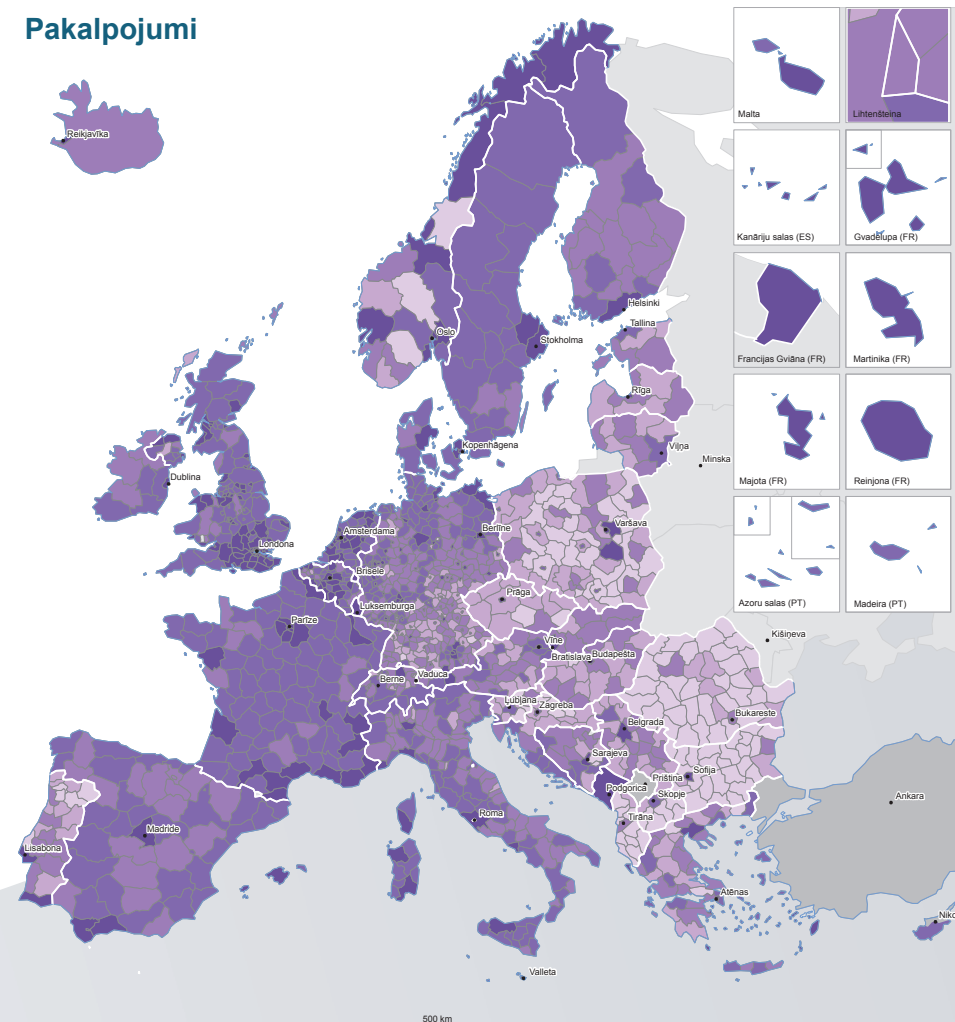 Pakalpojumi
Malta
Lihtenšteina
Reikjavīka
Kanāriju salas (ES)
Gvadelupa (FR)
Helsinki
Tallina
Oslo
Stokholma
Francijas Gviāna (FR)
Martinika (FR)
Rīga
Kopenhāgena
Viļņa
Minska
Dublina
Majota (FR)
Reinjona (FR)
Amsterdama
Berlīne
Varšava
Londona
Brisele
Prāga
Luksemburga
Azoru salas (PT)
Madeira (PT)
Parīze
Kišiņeva
Vīne
Bratislava
Budapešta
Berne
Vaduca
Ļubļana
Zagreba
Bukareste
Belgrada
Sarajeva
Sofija
Priština
Podgorica
Skopje
Ankara
Madride
Roma
Tirāna
Lisabona
Atēnas
Niko
Valleta
500 km